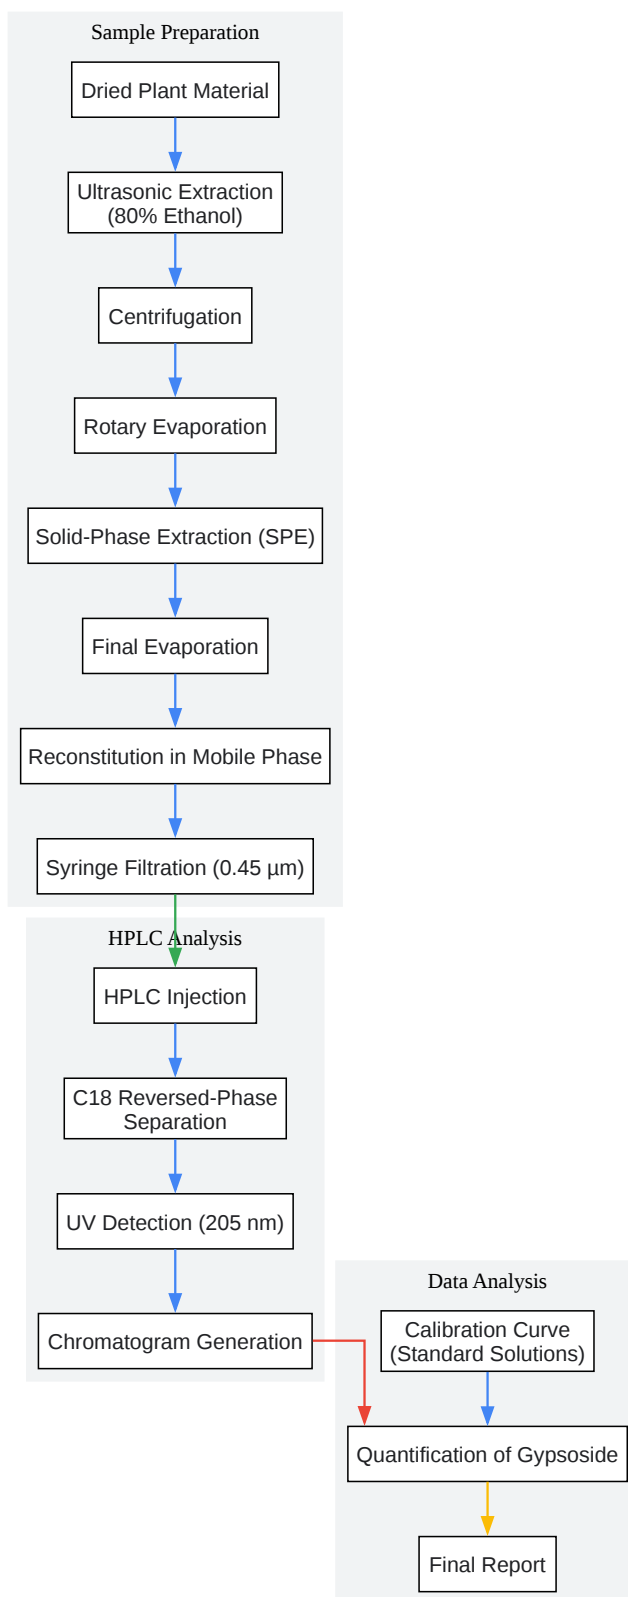 Sample Preparation
Dried Plant Material
Ultrasonic Extraction
(80% Ethanol)
Centrifugation
Rotary Evaporation
Solid-Phase Extraction (SPE)
Final Evaporation
Reconstitution in Mobile Phase
Syringe Filtration (0.45 µm)
HPLC Analysis
HPLC Injection
C18 Reversed-Phase
Separation
UV Detection (205 nm)
Chromatogram Generation
Data Analysis
Calibration Curve
(Standard Solutions)
Quantification of Gypsoside
Final Report